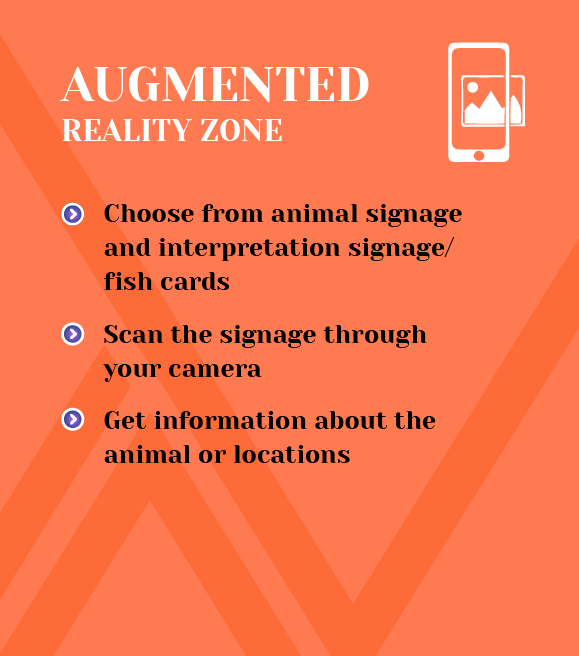 AUGMENTED
REALITY ZONE
Choose from animal signage
and interpretation signage/
fish cards
Scan the signage through
your camera
Get information about the
animal or locations